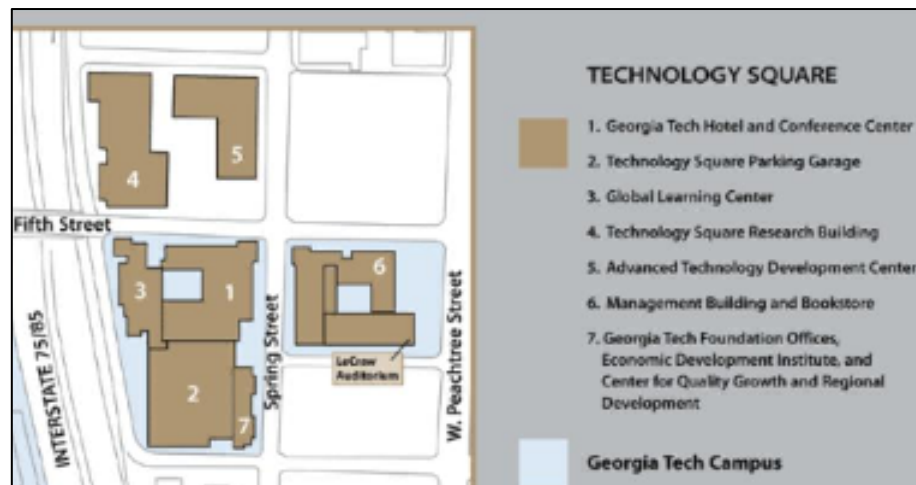 4
5
Fifth Street
3
1
6
2
7
INTERSTATE 75/85
Spring Street
W. Peachtree Street
LeCraw
Auditorium
TECHNOLOGY SQUARE
1. Georgia Tech Hotel and Conference Center
2. Technology Square Parking Garage
3. Global Learning Center
4. Technology Square Research Building
5. Advanced Technology Development Center
6. Management Building and Bookstore
7. Georgia Tech Foundation Offices,
Economic Development Institute, and
Center for Quality Growth and Regional
Development
Georgia Tech Campus